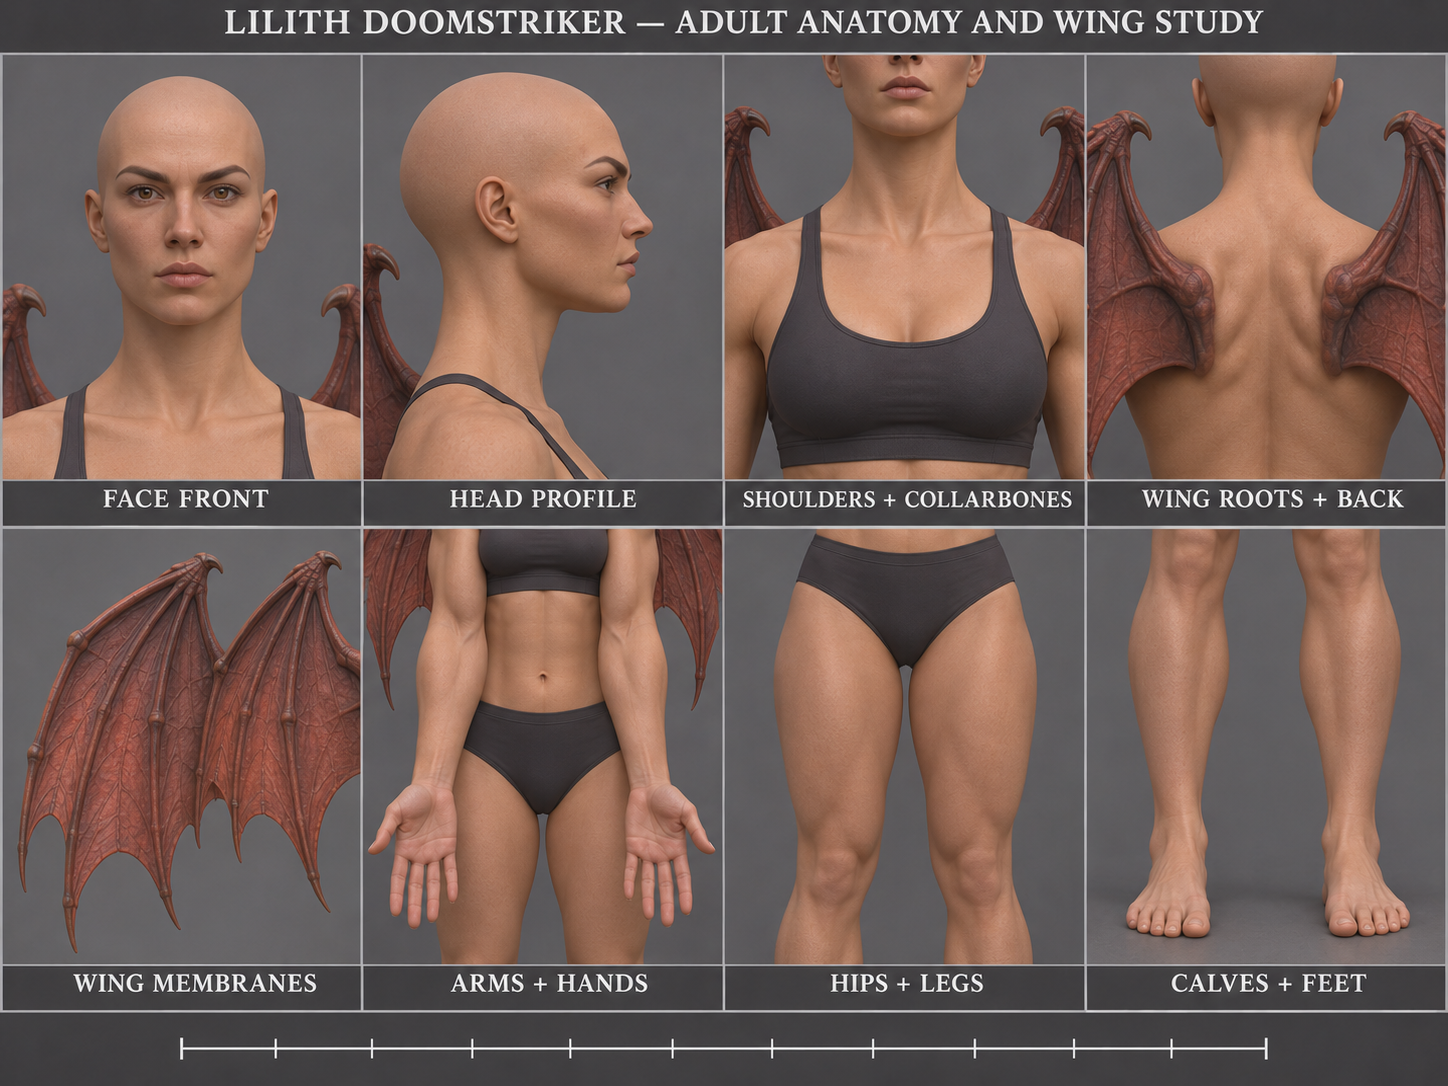 LILITH DOOMSTRIKER — ADULT ANATOMY AND WING STUDY
FACE FRONT
HEAD PROFILE
SHOULDERS + COLLARBONES
WING ROOTS + BACK
WING MEMBRANES
ARMS + HANDS
HIPS + LEGS
CALVES + FEET